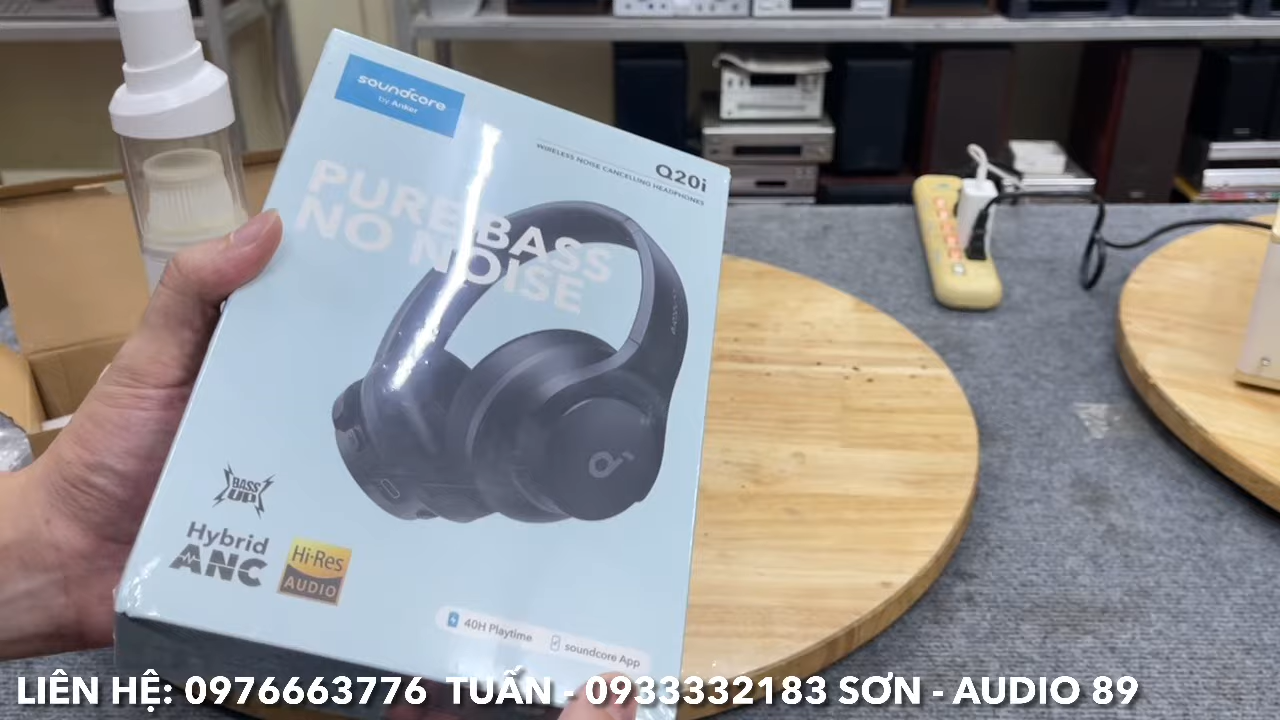 soundcore
by Anker
Q20i
WIRELESS NOISE CANCELLING HEADPHONES
PURE BASS
NO NOISE
BASS
UP
Hybrid
ANC
Hi-Res
AUDIO
40H Playtime
soundcore App
LIÊN HỆ: 0976663776 TUẤN - 0933332183 SƠN - AUDIO 89